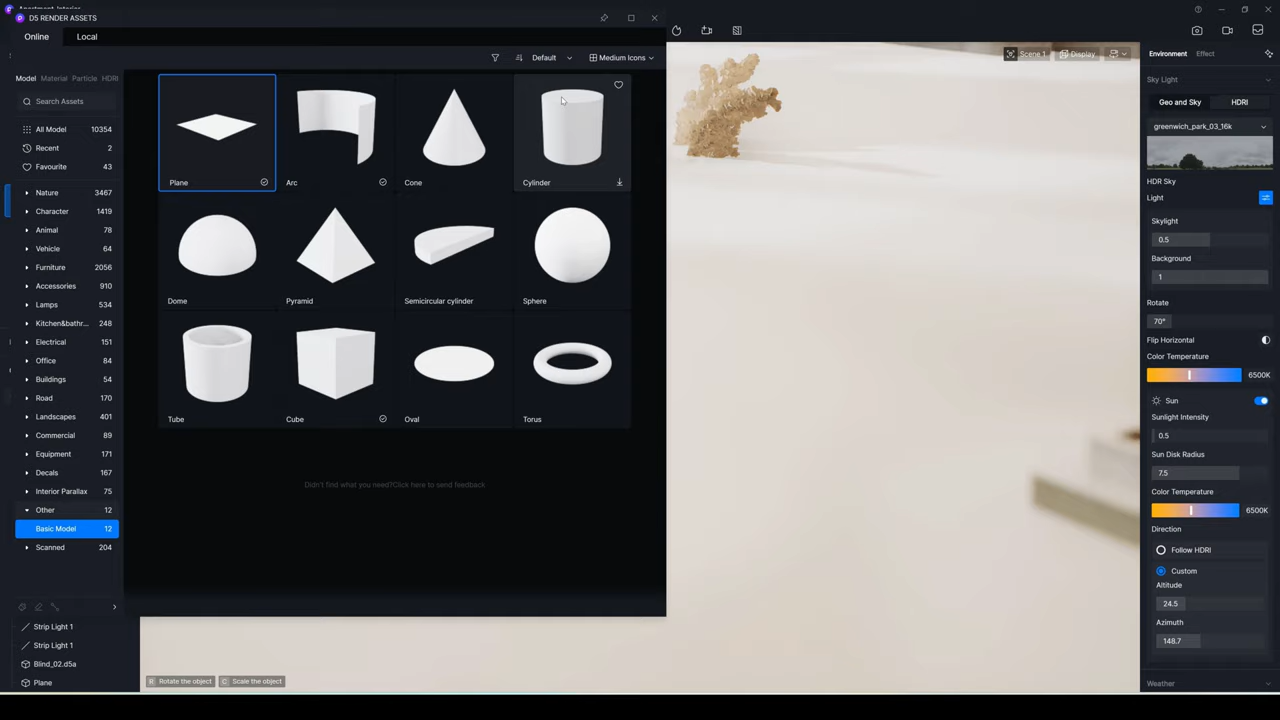 Apartment Interior
D5 RENDER ASSETS
Online
Local
Default
Medium Icons
Model
Material
Particle
HDRI
Search Assets
All Model 10354
Recent 2
Favourite 43
Nature 3467
Character 1419
Animal 78
Vehicle 64
Furniture 2056
Accessories 910
Lamps 534
Kitchen&bathr... 248
Electrical 151
Office 84
Buildings 54
Road 170
Landscapes 401
Commercial 89
Equipment 171
Decals 167
Interior Parallax 75
Other 12
Basic Model 12
Scanned 204
Plane
Arc
Cone
Cylinder
Dome
Pyramid
Semicircular cylinder
Sphere
Tube
Cube
Oval
Torus
Didn't find what you need?Click here to send feedback
Strip Light 1
Strip Light 1
Blind_02.d5a
Plane
R Rotate the object
C Scale the object
Scene 1
Display
Environment
Effect
Sky Light
Geo and Sky
HDRI
greenwich_park_03_16k
HDR Sky
Light
Skylight
0.5
Background
1
Rotate
70°
Flip Horizontal
Color Temperature
6500K
Sun
Sunlight Intensity
0.5
Sun Disk Radius
7.5
Color Temperature
6500K
Direction
Follow HDRI
Custom
Altitude
24.5
Azimuth
148.7
Weather